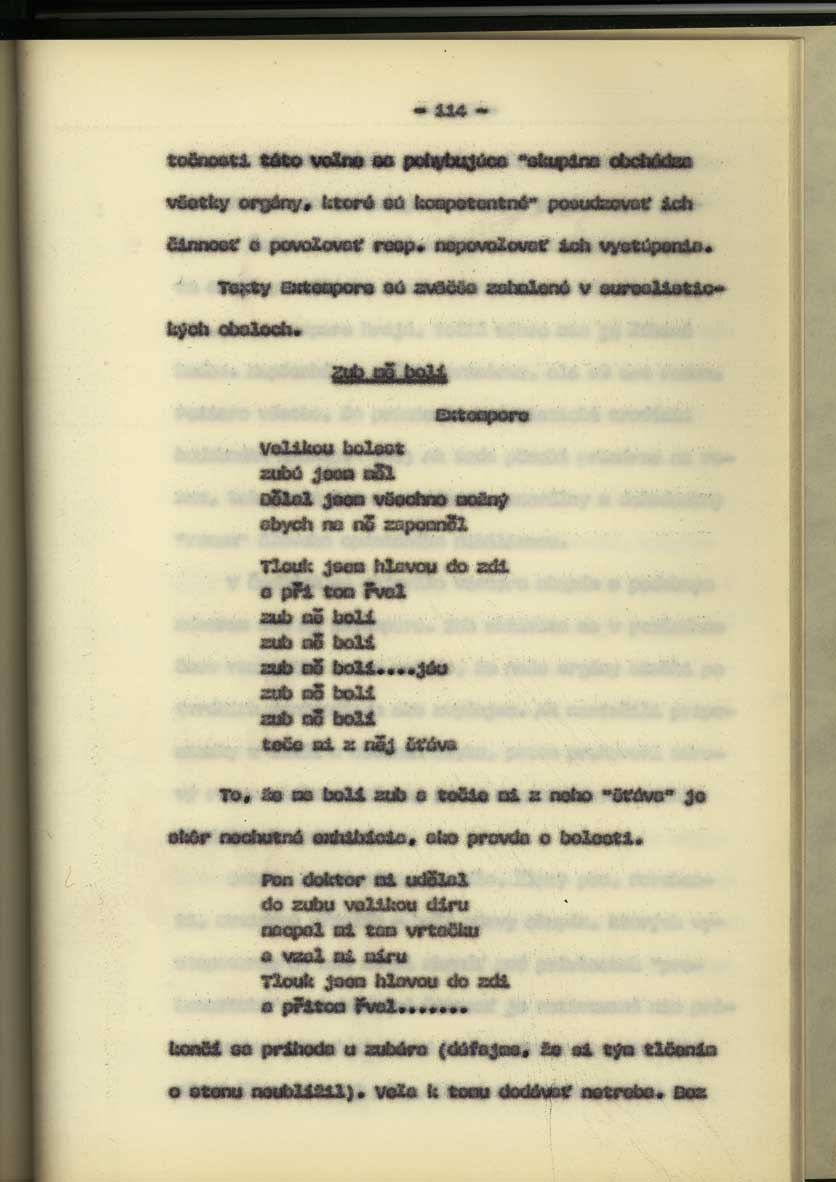 - 114 -
točnosti táto voľne sa pohybujúca "skupina obchádza
všetky orgány, ktoré sú kompetentné" posudzovať ich
činnosť a povoľovať resp. nepovoľovať ich vystúpenia.
Texty Extempore sú zväčša zahalené v surealistic-
kých obaloch.
Zub mě bolí
Extempore
Velikou bolest
zubů jsem měl
Dělal jsem všechno možný
abych na ně zapomněl
Tlouk jsem hlavou do zdi
a při tom řval
zub mě bolí
zub mě bolí
zub mě bolí....jáu
zub mě bolí
zub mě bolí
teče mi z něj šťáva
To, že ma bolí zub a tečie mi z neho "šťáva" je
skôr nechutná exhibícia, ako pravda o bolesti.
Pan doktor mi udělal
do zubu velikou díru
nacpal mi tam vrtačku
a vzal mi míru
Tlouk jsem hlavou do zdi
a přitom řval.......
končí sa príhoda u zubára (dúfajme, že si tým tlčením
o stenu neublížil). Veľa k tomu dodávať netreba. Bez